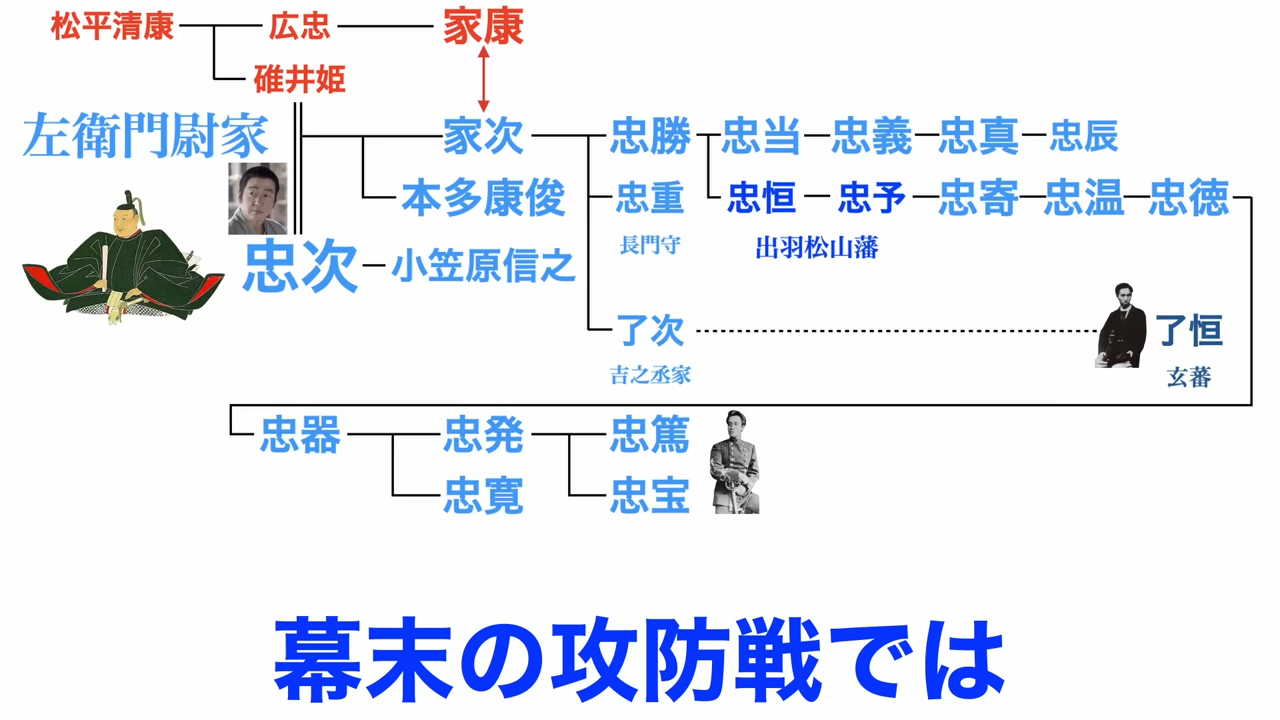 松平清康 広忠 家康
碓井姫
左衛門尉家 家次 忠勝 忠当 忠義 忠真 忠辰
本多康俊 忠重 忠恒 忠予 忠寄 忠温 忠徳
長門守 出羽松山藩
忠次 小笠原信之
了次 了恒
吉之丞家 玄蕃
忠器 忠発 忠篤
忠寛 忠宝
幕末の攻防戦では